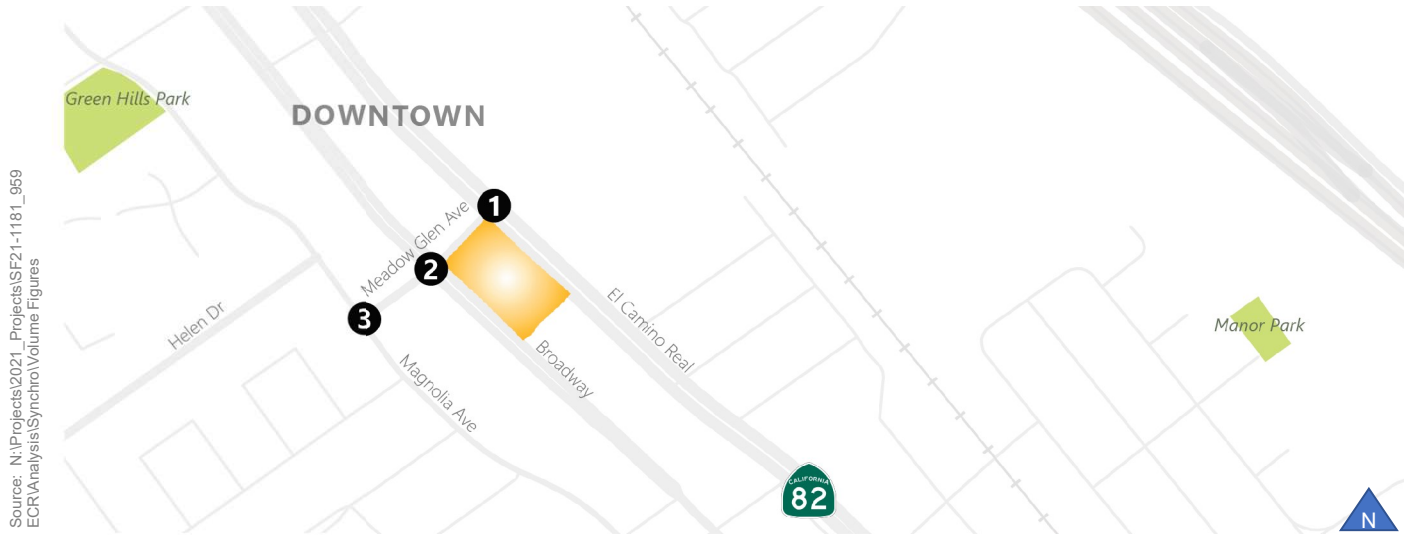 Source: N:\Projects\2021_Projects\SF21-1181_959
ECR\Analysis\Synchro\Volume Figures
Green Hills Park
DOWNTOWN
1
Meadow Glen Ave
2
3
Helen Dr
El Camino Real
Manor Park
Broadway
Magnolia Ave
CALIFORNIA
82
N